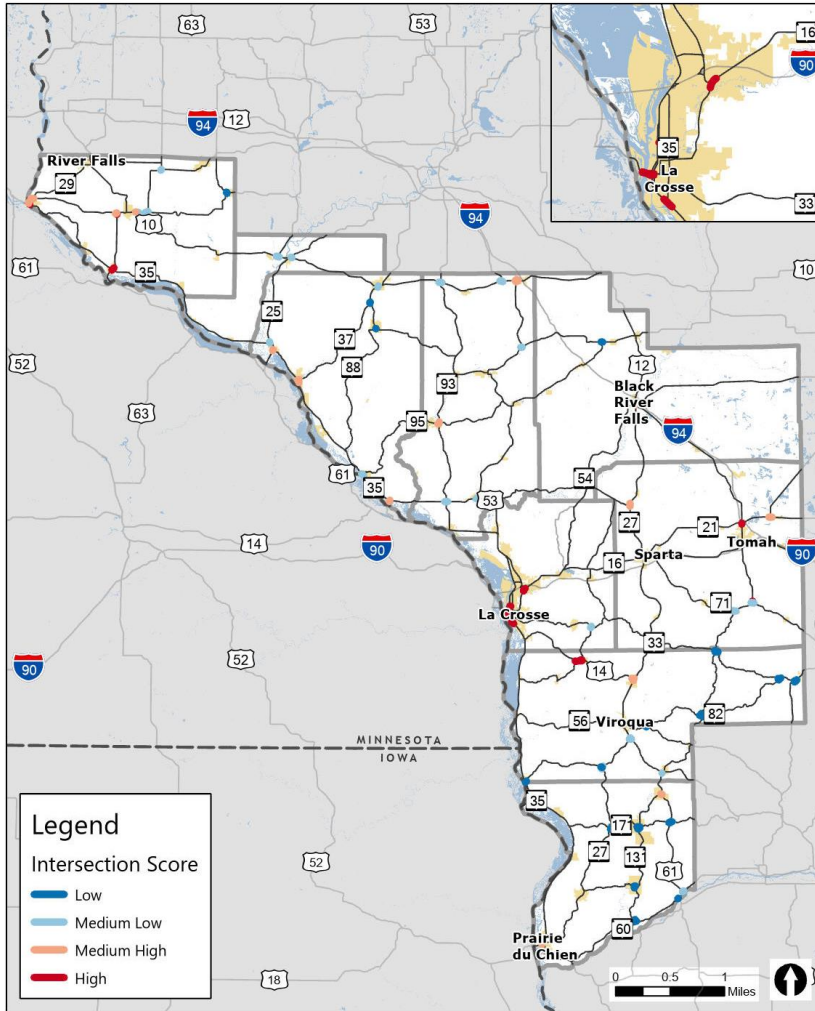 63
53
16
90
35
La
Crosse
33
94
12
River Falls
29
10
94
61
35
10
25
52
37
12
88
93
Black
River
Falls
63
95
94
61
35
54
53
27
21
14
90
Sparta
Tomah
90
16
La Crosse
71
33
90
52
14
56
Viroqua
82
MINNESOTA
IOWA
35
171
Legend
Intersection Score
Low
Medium Low
Medium High
High
52
27
131
61
60
Prairie
du Chien
18
0 0.5 1
Miles